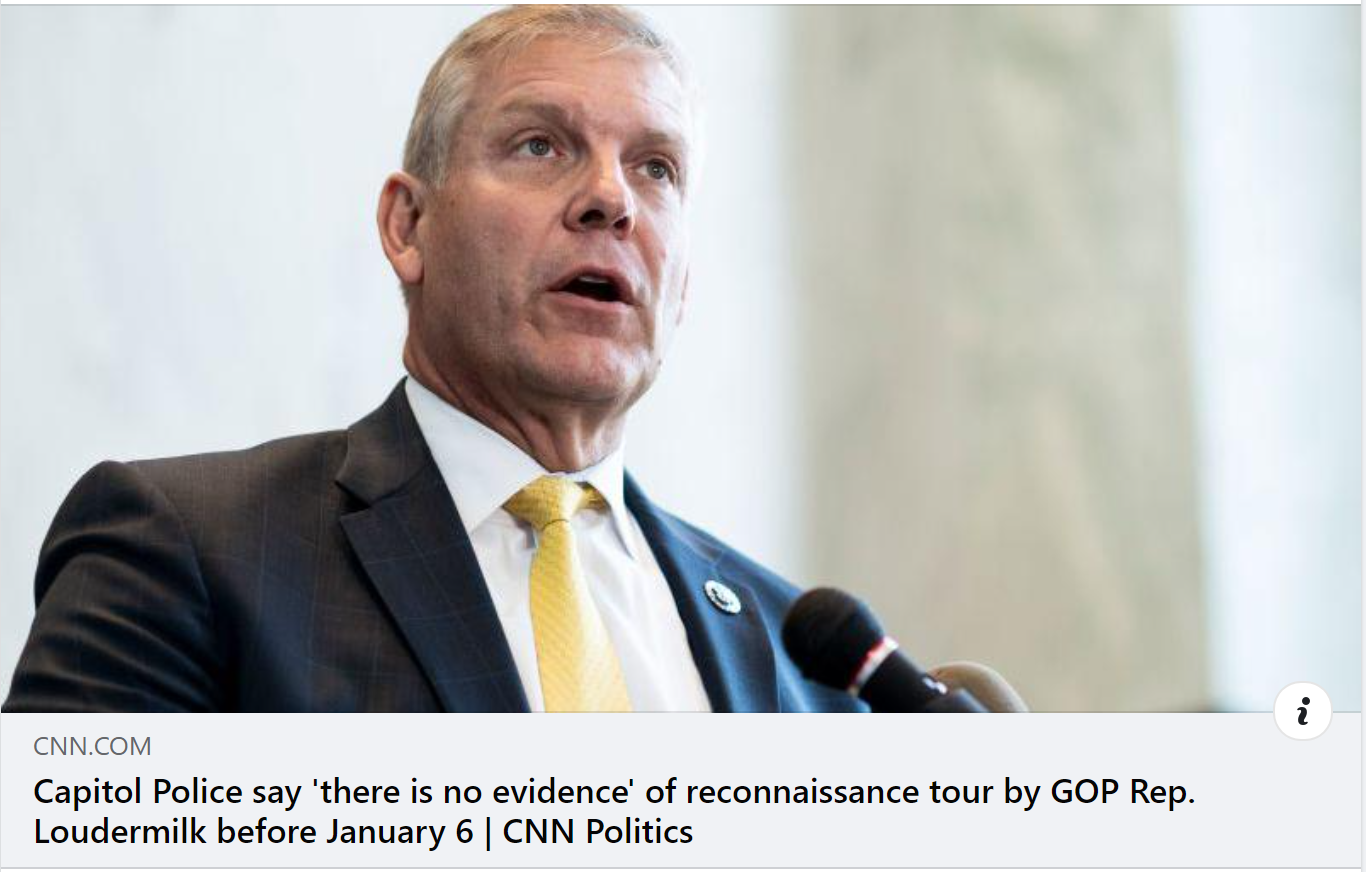 CNN.COM
Capitol Police say 'there is no evidence' of reconnaissance tour by GOP Rep.
Loudermilk before January 6 | CNN Politics